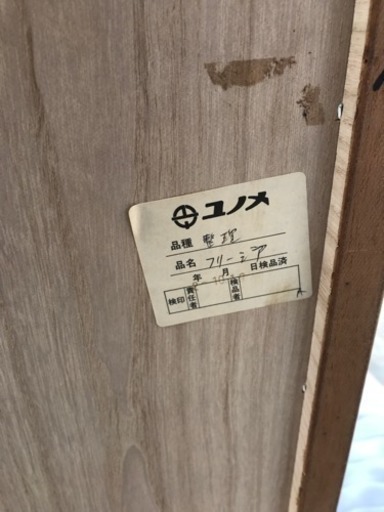 ユノメ
品種 整理
品名 フリーシア
年 月 日検品済
検印 責任者 検品者